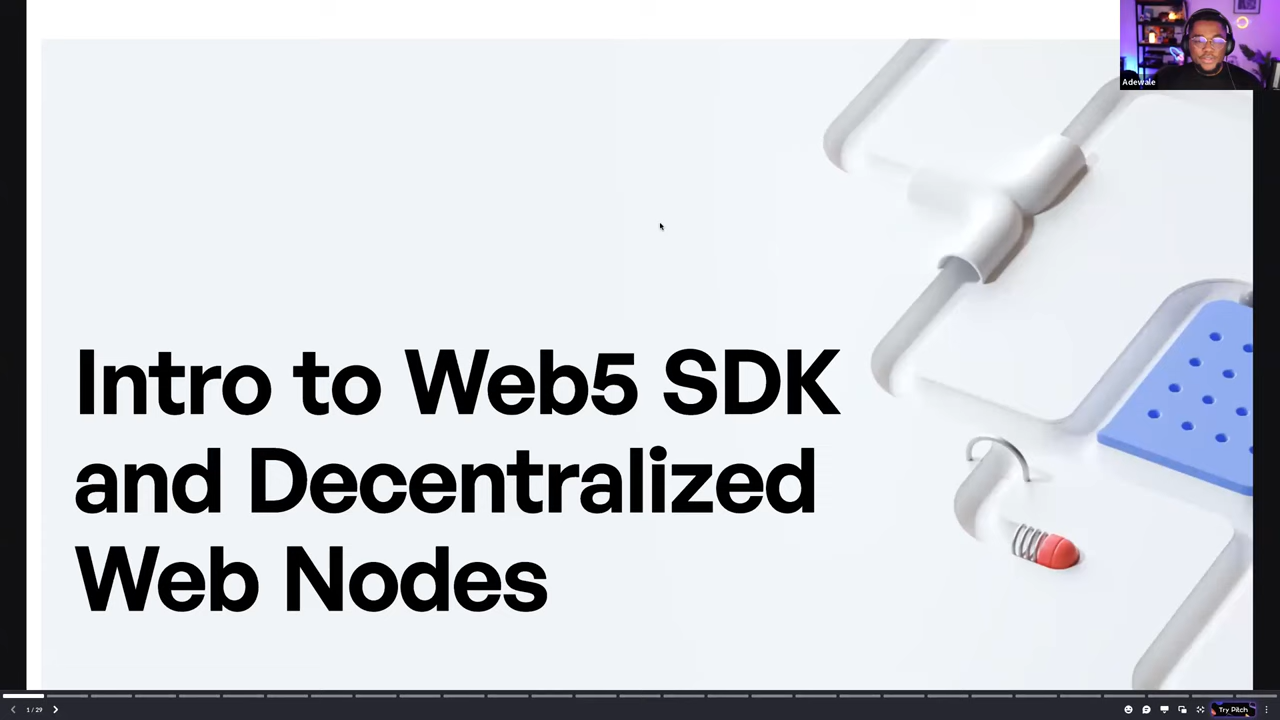 Adewale
Intro to Web5 SDK
and Decentralized
Web Nodes
1 / 29
Try Pitch